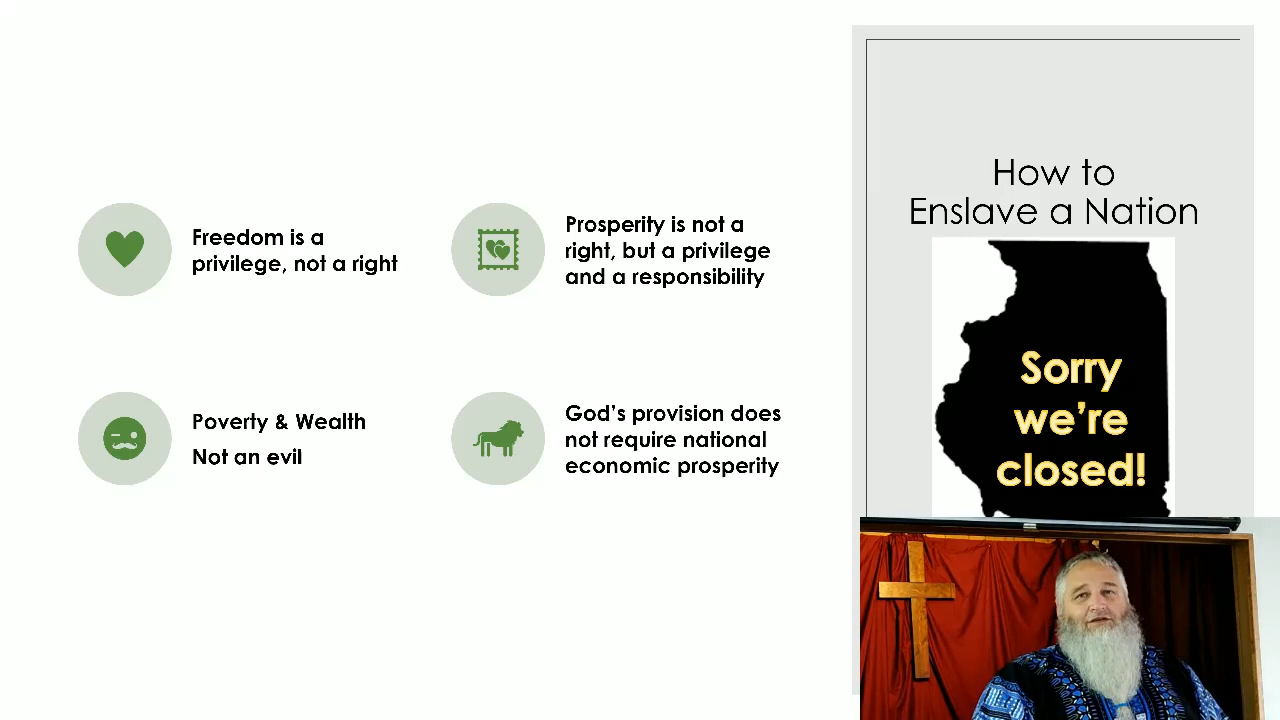 How to
Enslave a Nation
Freedom is a
privilege, not a right
Prosperity is not a
right, but a privilege
and a responsibility
Poverty & Wealth
Not an evil
God’s provision does
not require national
economic prosperity
Sorry
we’re
closed!